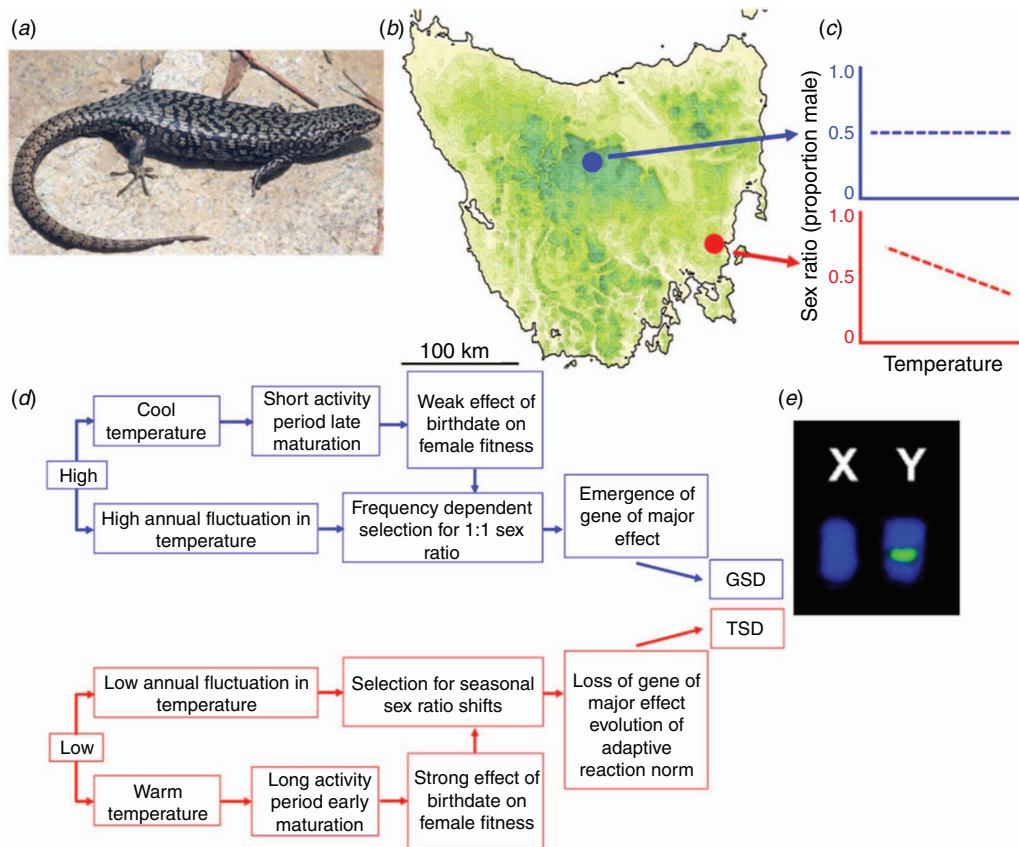 (a)
(b)
(c)
1.0
0.5
0
1.0
0.5
0
Sex ratio (proportion male)
Temperature
100 km
(d)
High
Cool
temperature
Short activity
period late
maturation
Weak effect of
birthdate on
female fitness
High annual fluctuation in
temperature
Frequency dependent
selection for 1:1 sex
ratio
Emergence of
gene of major
effect
GSD
TSD
Low
Low annual fluctuation in
temperature
Selection for seasonal
sex ratio shifts
Loss of gene of
major effect
evolution of
adaptive
reaction norm
Warm
temperature
Long activity
period early
maturation
Strong effect of
birthdate on
female fitness
(e)
X Y